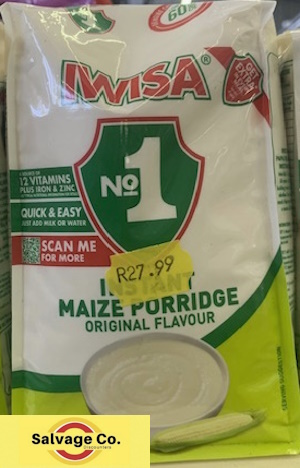 60%
IWISA®
No 1
12 VITAMINS
PLUS IRON & ZINC
QUICK & EASY
JUST ADD MILK OR WATER
SCAN ME
FOR MORE
R27.99
INSTANT
MAIZE PORRIDGE
ORIGINAL FLAVOUR
Salvage Co.
Discounters